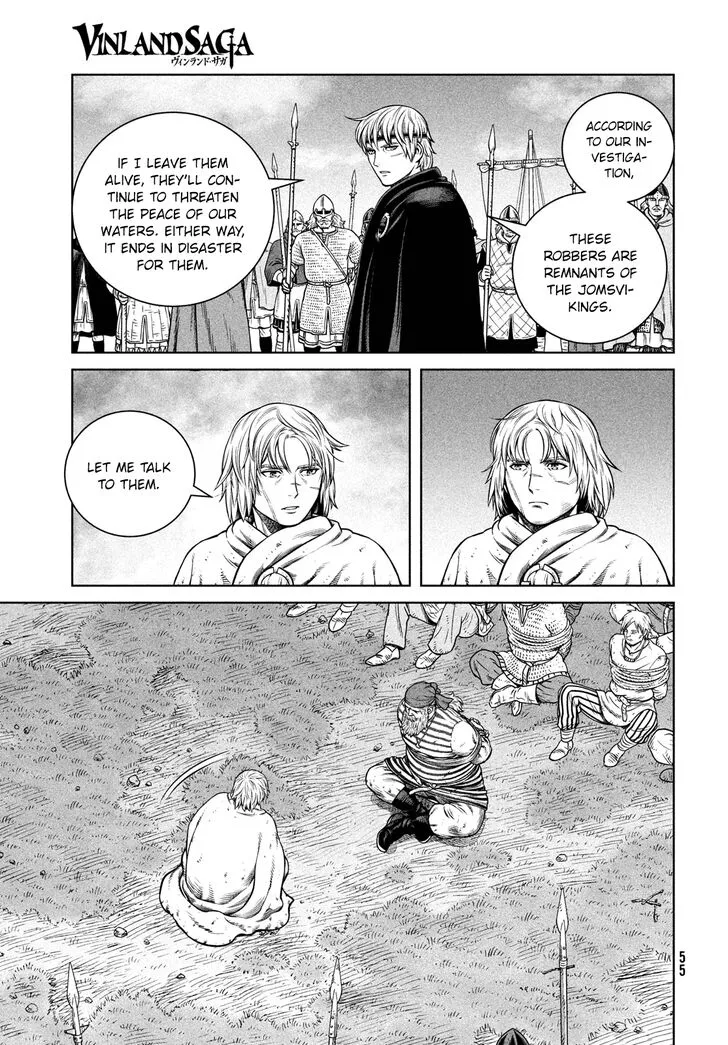 VINLAND SAGA
ヴィンランド・サガ
ACCORDING
TO OUR IN-
VESTIGA-
TION,
THESE
ROBBERS ARE
REMNANTS OF
THE JOMSVI-
KINGS.
IF I LEAVE THEM
ALIVE, THEY'LL CON-
TINUE TO THREATEN
THE PEACE OF OUR
WATERS. EITHER WAY,
IT ENDS IN DISASTER
FOR THEM.
LET ME TALK
TO THEM.
55